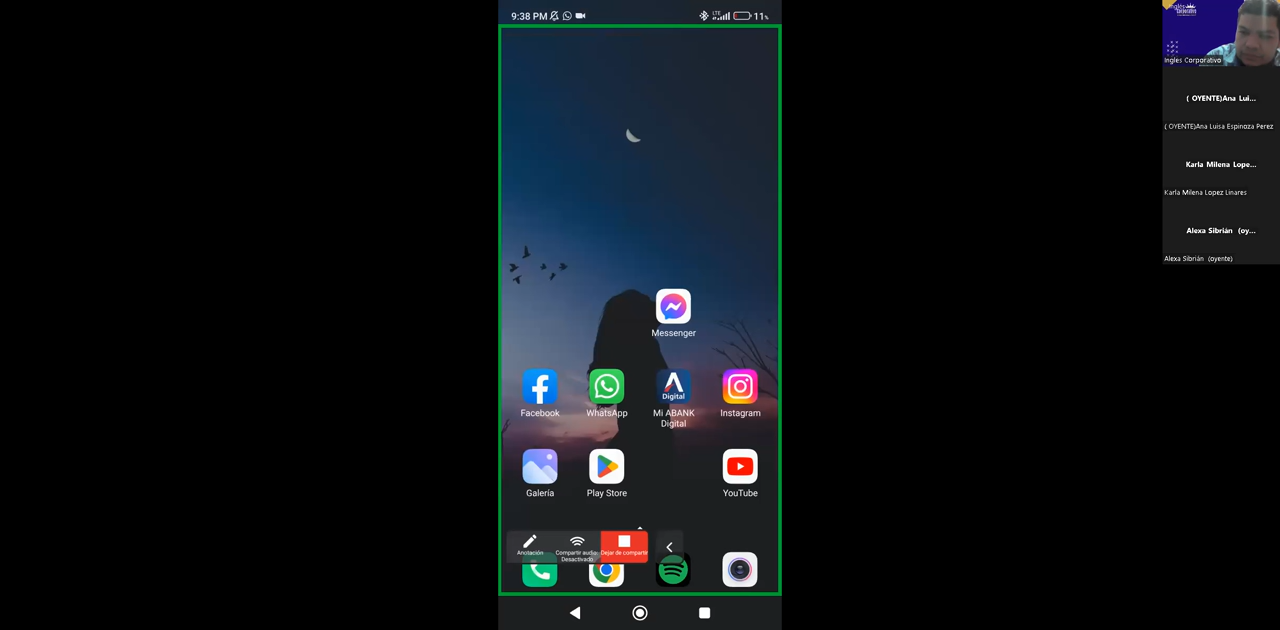 9:38 PM
LTE
11%
Messenger
Facebook
WhatsApp
Digital
Mi ABANK
Digital
Instagram
Galería
Play Store
YouTube
Anotación
Compartir audio:
Desactivado
Dejar de compartir
Ingles Corporativo
( OYENTE)Ana Lui...
( OYENTE)Ana Luisa Espinoza Perez
Karla Milena Lope...
Karla Milena Lopez Linares
Alexa Sibrián (oy...
Alexa Sibrián (oyente)